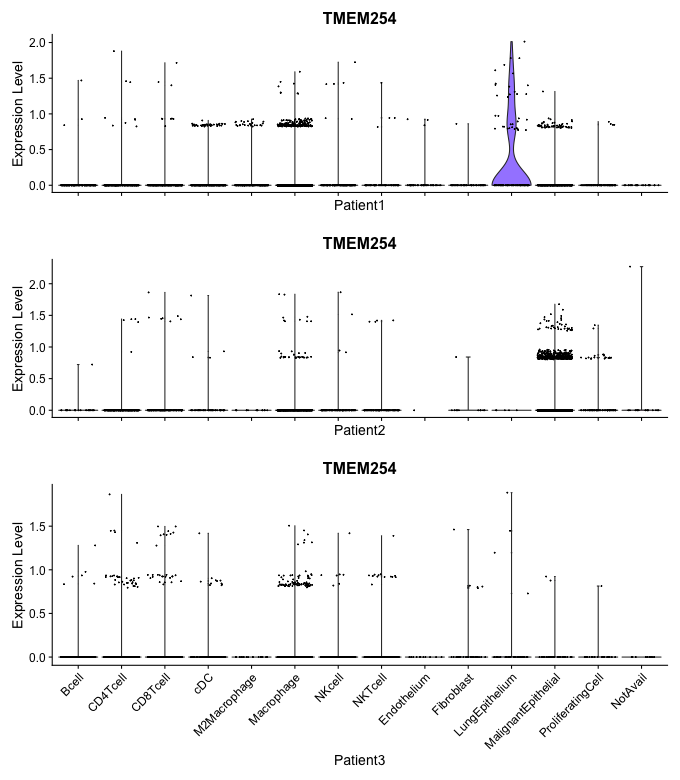 TMEM254
Expression Level
2.0
1.5
1.0
0.5
0.0
Patient1
TMEM254
Expression Level
2.0
1.5
1.0
0.5
0.0
Patient2
TMEM254
Expression Level
1.5
1.0
0.5
0.0
Bcell
CD4Tcell
CD8Tcell
cDC
M2Macrophage
Macrophage
NKcell
NKTcell
Endothelium
Fibroblast
LungEpithelium
MalignantEpithelial
ProliferatingCell
NotAvail
Patient3